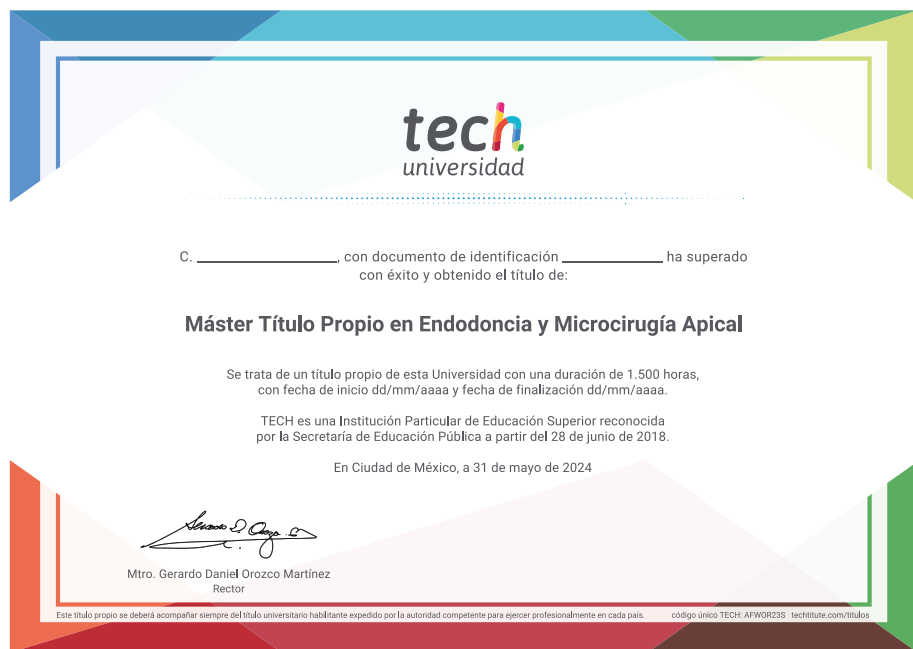 tech
universidad
C. ____________, con documento de identificación ____________ ha superado
con éxito y obtenido el título de:
Máster Título Propio en Endodoncia y Microcirugía Apical
Se trata de un título propio de esta Universidad con una duración de 1.500 horas,
con fecha de inicio dd/mm/aaaa y fecha de finalización dd/mm/aaaa.
TECH es una Institución Particular de Educación Superior reconocida
por la Secretaría de Educación Pública a partir del 28 de junio de 2018.
En Ciudad de México, a 31 de mayo de 2024
Mtro. Gerardo Daniel Orozco Martínez
Rector
Este título propio se deberá acompañar siempre del título universitario habilitante expedido por la autoridad competente para ejercer profesionalmente en cada país. código único TECH: AFWOR23S techtitute.com/titulos